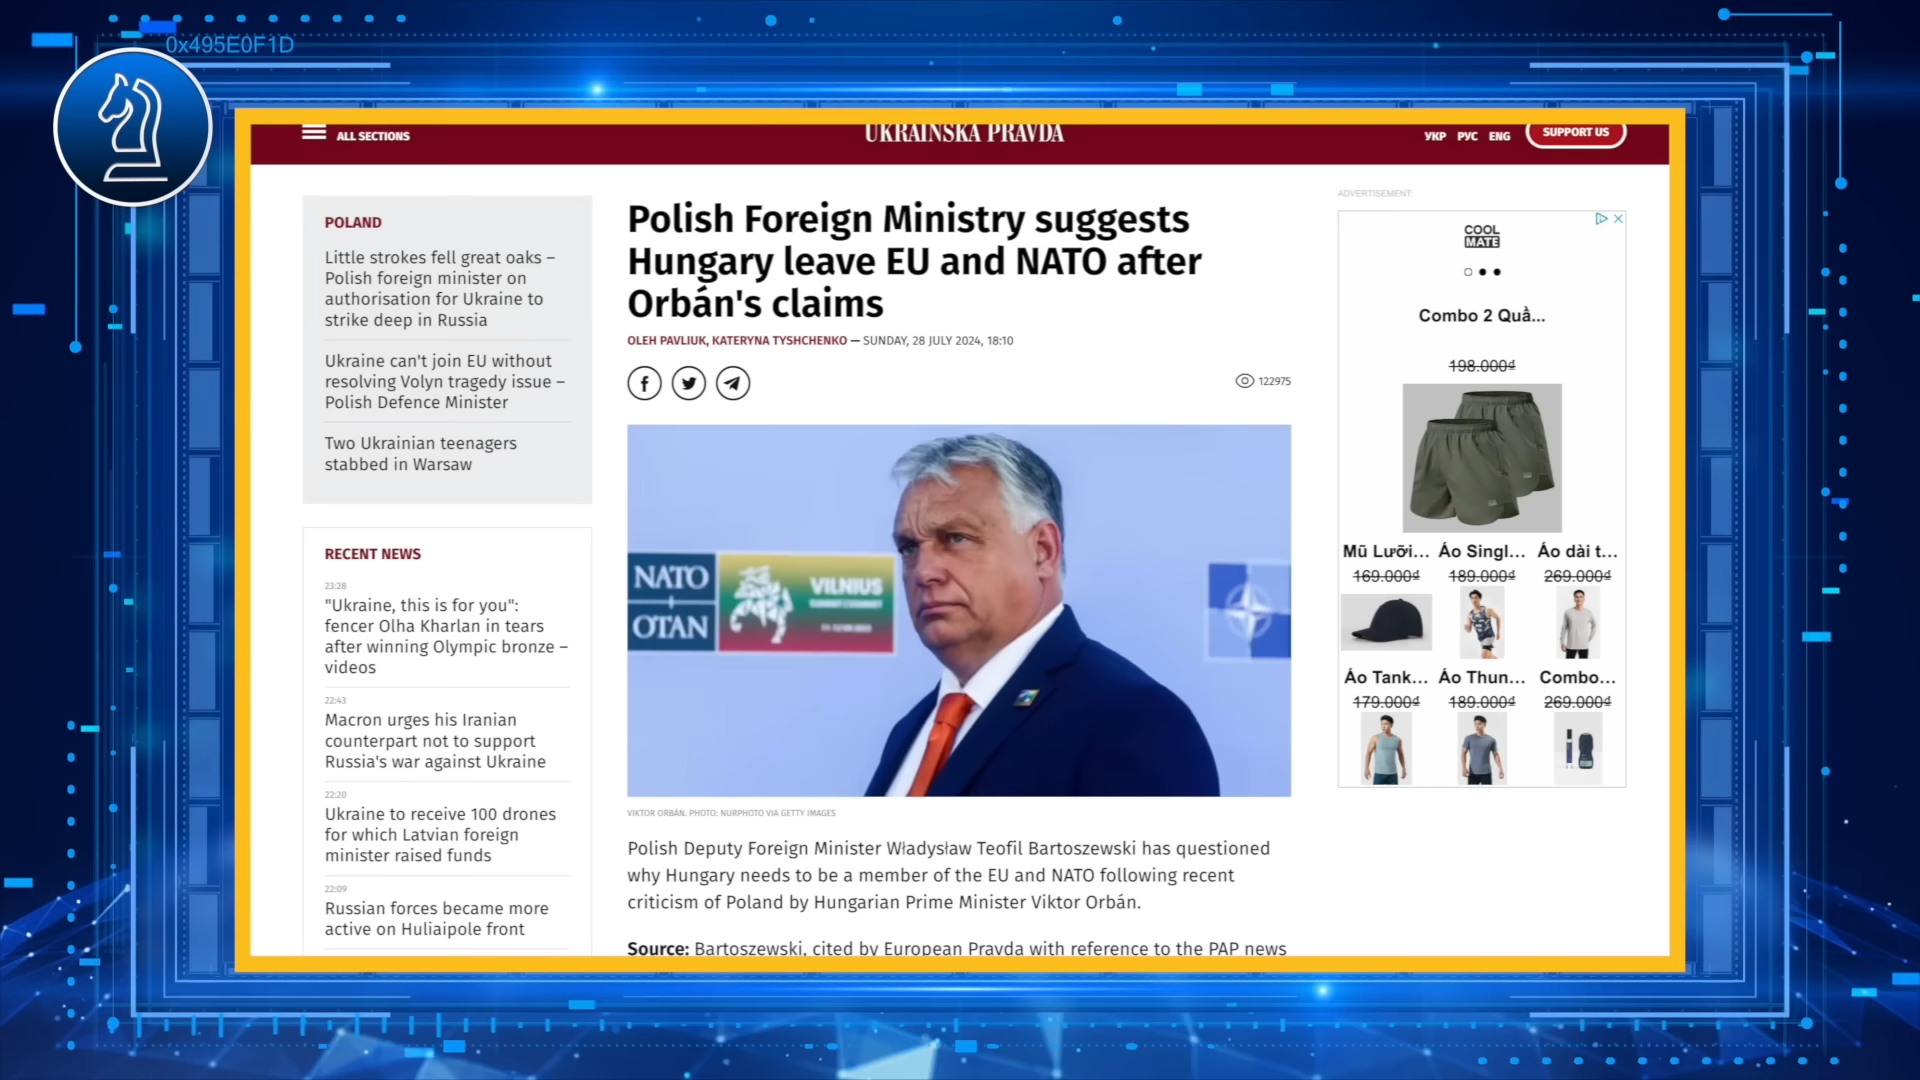 0x495E0F1D
ALL SECTIONS
UKRAINSKA PRAVDA
УКР РУС ENG
SUPPORT US
POLAND
Little strokes fell great oaks –
Polish foreign minister on
authorisation for Ukraine to
strike deep in Russia
Ukraine can't join EU without
resolving Volyn tragedy issue –
Polish Defence Minister
Two Ukrainian teenagers
stabbed in Warsaw
RECENT NEWS
23:28
"Ukraine, this is for you":
fencer Olha Kharlan in tears
after winning Olympic bronze –
videos
22:43
Macron urges his Iranian
counterpart not to support
Russia's war against Ukraine
22:20
Ukraine to receive 100 drones
for which Latvian foreign
minister raised funds
22:09
Russian forces became more
active on Huliaipole front
Polish Foreign Ministry suggests
Hungary leave EU and NATO after
Orbán's claims
OLEH PAVLIUK, KATERYNA TYSHCHENKO — SUNDAY, 28 JULY 2024, 18:10
122975
NATO
OTAN
VILNIUS
VIKTOR ORBÁN. PHOTO: NURPHOTO VIA GETTY IMAGES
Polish Deputy Foreign Minister Władysław Teofil Bartoszewski has questioned
why Hungary needs to be a member of the EU and NATO following recent
criticism of Poland by Hungarian Prime Minister Viktor Orbán.
Source: Bartoszewski, cited by European Pravda with reference to the PAP news
ADVERTISEMENT:
COOL
MATE
Combo 2 Quầ...
198.000₫
Mũ Lưỡi... Áo Singl... Áo dài t...
169.000₫ 189.000₫ 269.000₫
Áo Tank... Áo Thun... Combo...
179.000₫ 189.000₫ 269.000₫